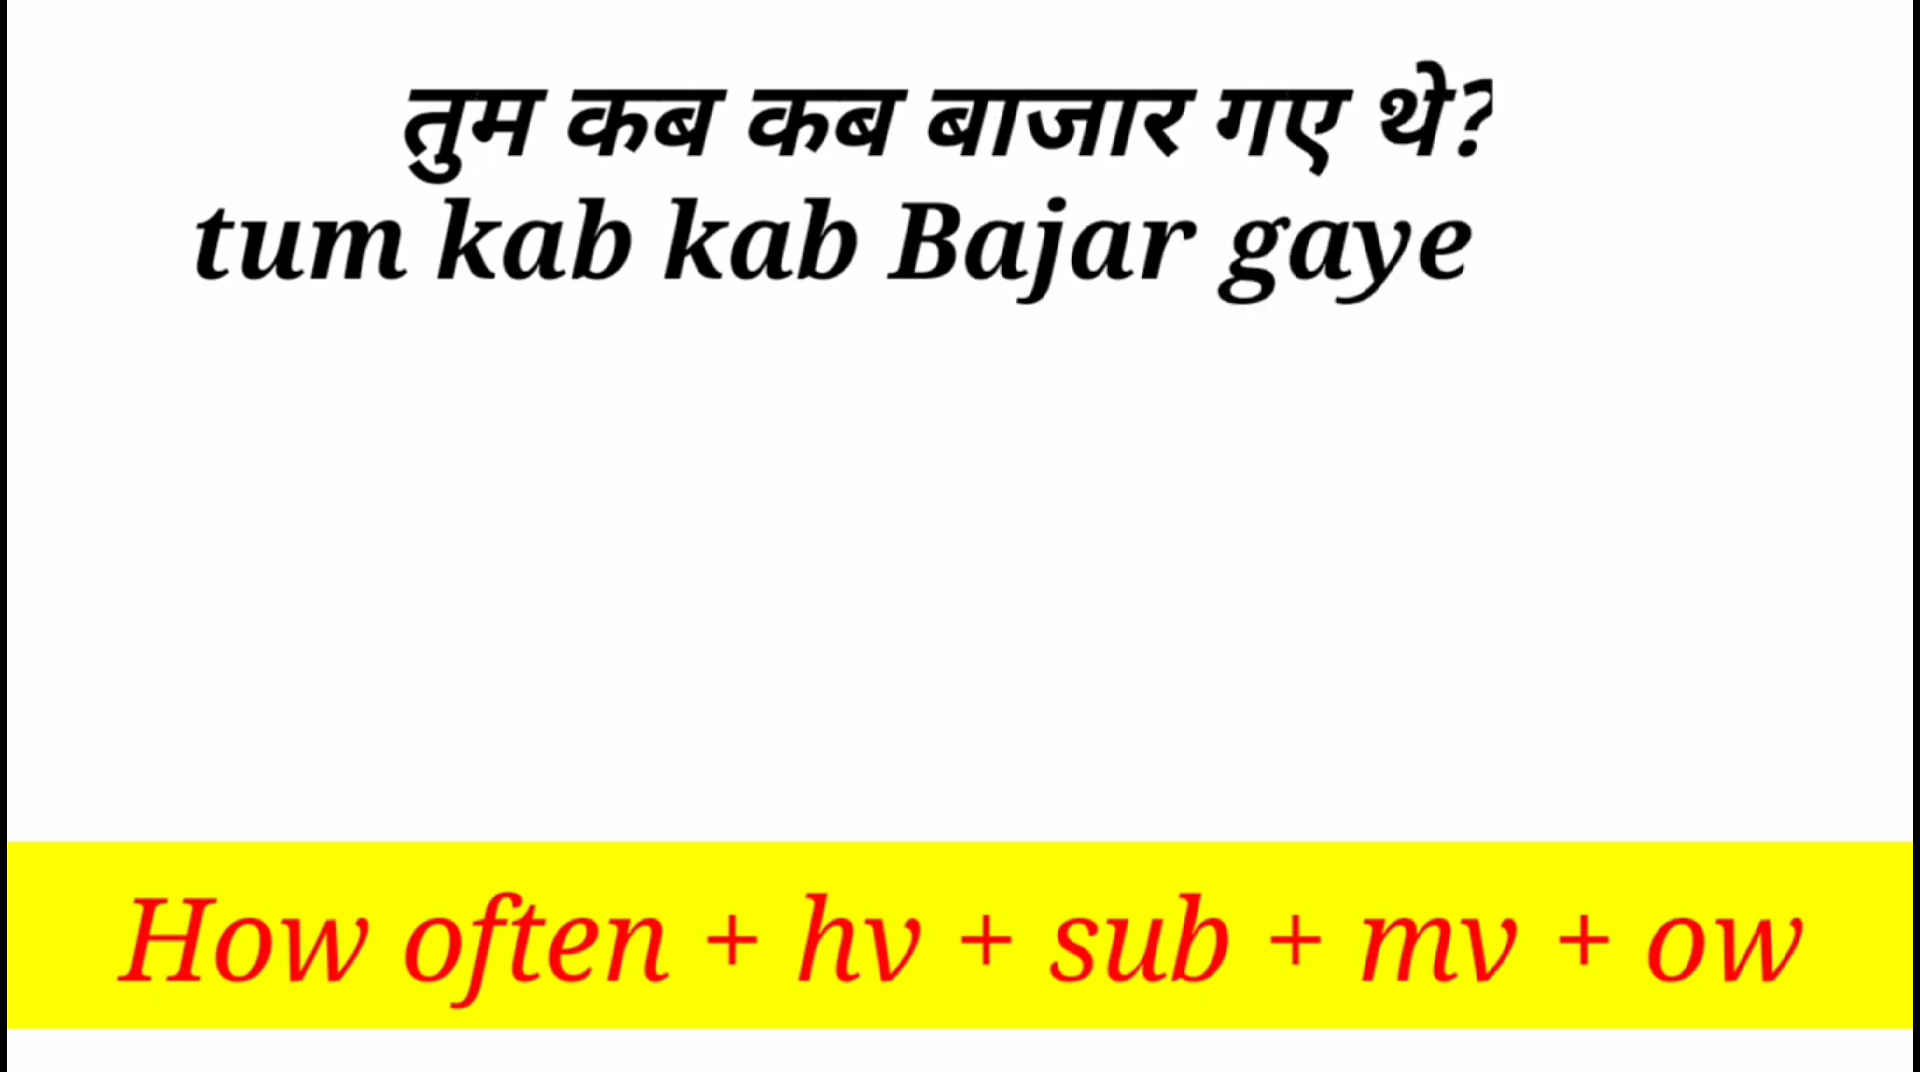 तुम कब कब बाजार गए थे?
tum kab kab Bajar gaye
How often + hv + sub + mv + ow